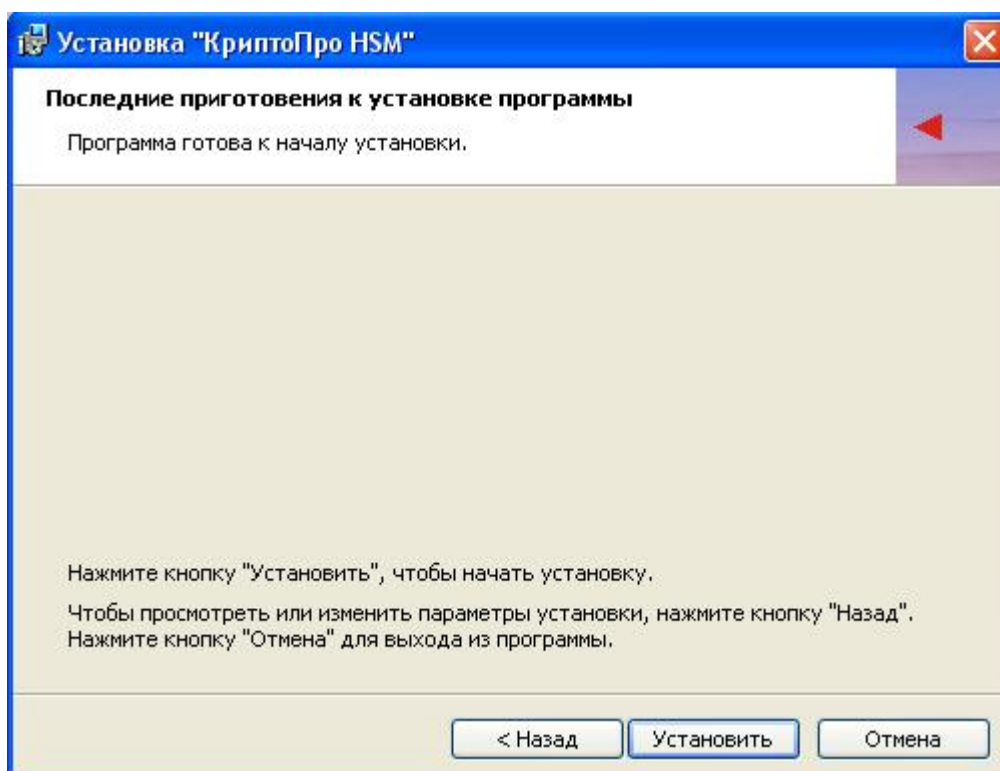 Установка "КриптоПро HSM"
Последние приготовения к установке программы
Программа готова к началу установки.
Нажмите кнопку "Установить", чтобы начать установку.
Чтобы просмотреть или изменить параметры установки, нажмите кнопку "Назад".
Нажмите кнопку "Отмена" для выхода из программы.
< Назад Установить Отмена